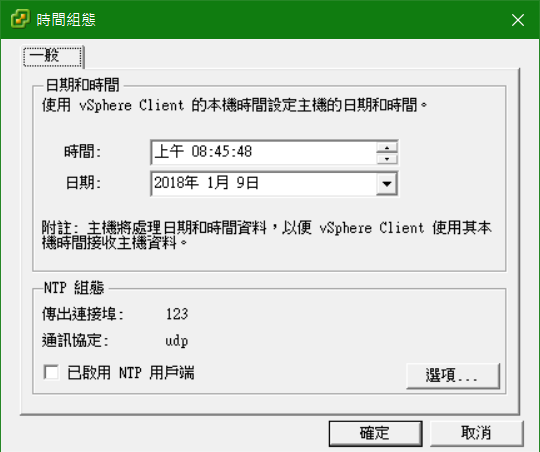 時間組態
一般
日期和時間
使用 vSphere Client 的本機時間設定主機的日期和時間。
時間: 上午 08:45:48
日期: 2018年 1月 9日
附註: 主機將處理日期和時間資料，以便 vSphere Client 使用其本
機時間接收主機資料。
NTP 組態
傳出連接埠: 123
通訊協定: udp
已啟用 NTP 用戶端
選項...
確定 取消